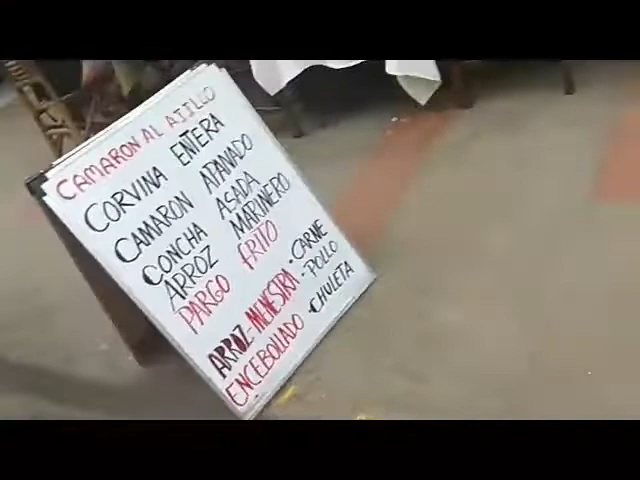 CAMARON AL AJILLO
CORVINA ENTERA
CAMARON APANADO
CONCHA ASADA
ARROZ MARINERO
PARGO FRITO
ARROZ-MENESTRA • CARNE
• POLLO
ENCEBOLLADO • CHULETA